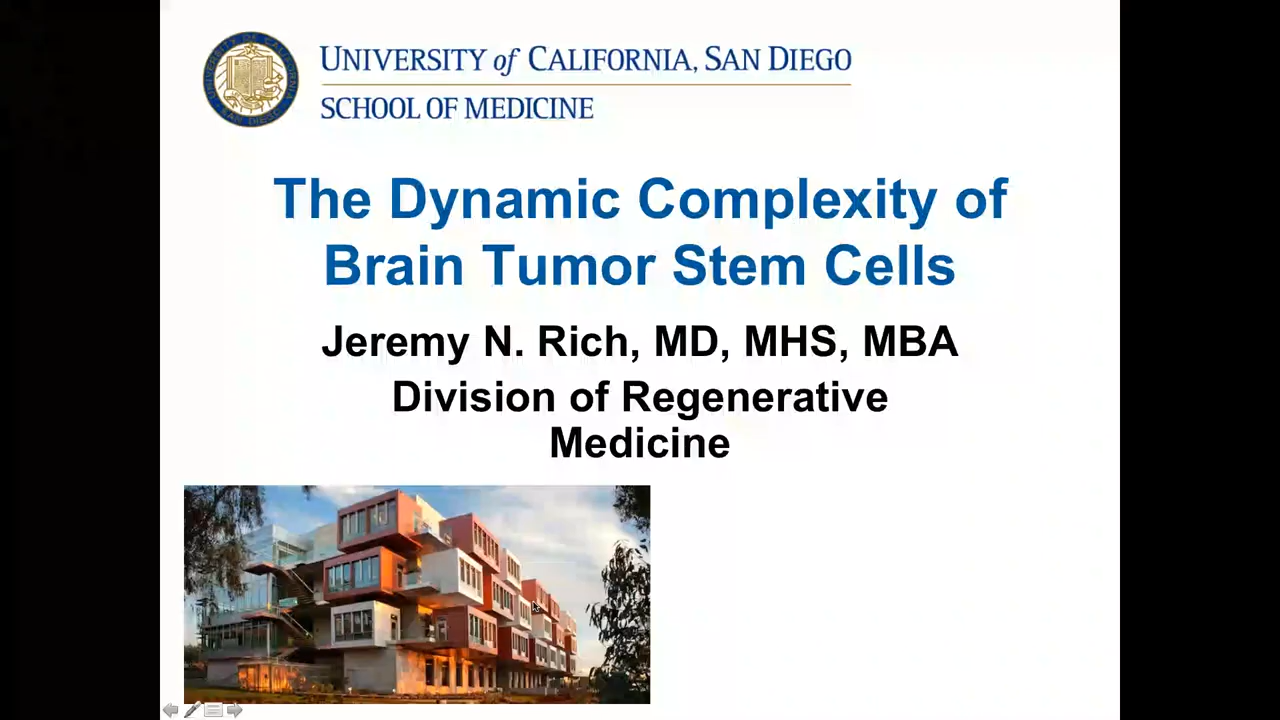 UNIVERSITY of CALIFORNIA, SAN DIEGO
SCHOOL OF MEDICINE
The Dynamic Complexity of
Brain Tumor Stem Cells
Jeremy N. Rich, MD, MHS, MBA
Division of Regenerative
Medicine